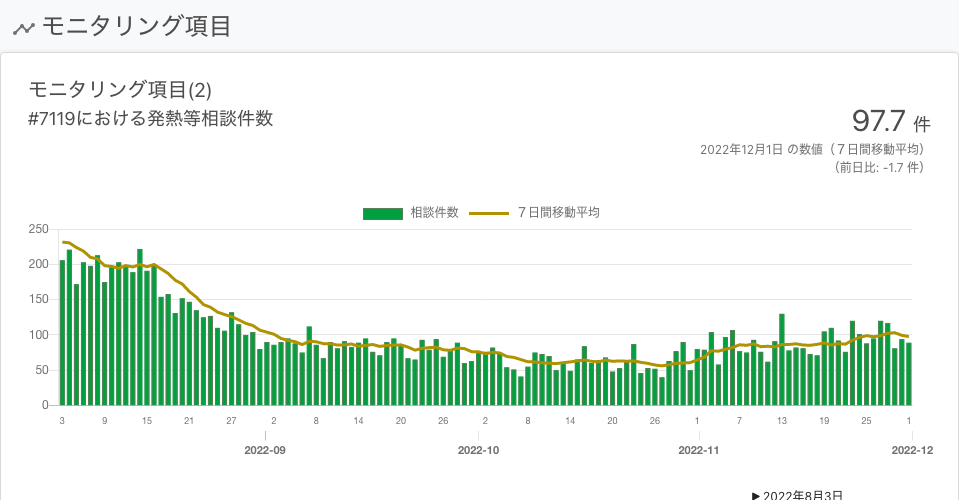 モニタリング項目
モニタリング項目(2)
#7119における発熱等相談件数
97.7 件
2022年12月1日 の数値（７日間移動平均）
（前日比: -1.7 件）
相談件数 ７日間移動平均
250
200
150
100
50
0
3 9 15 21 27 2 8 14 20 26 2 8 14 20 26 1 7 13 19 25 1
2022-09 2022-10 2022-11 2022-12
▶ 2022年8月3日